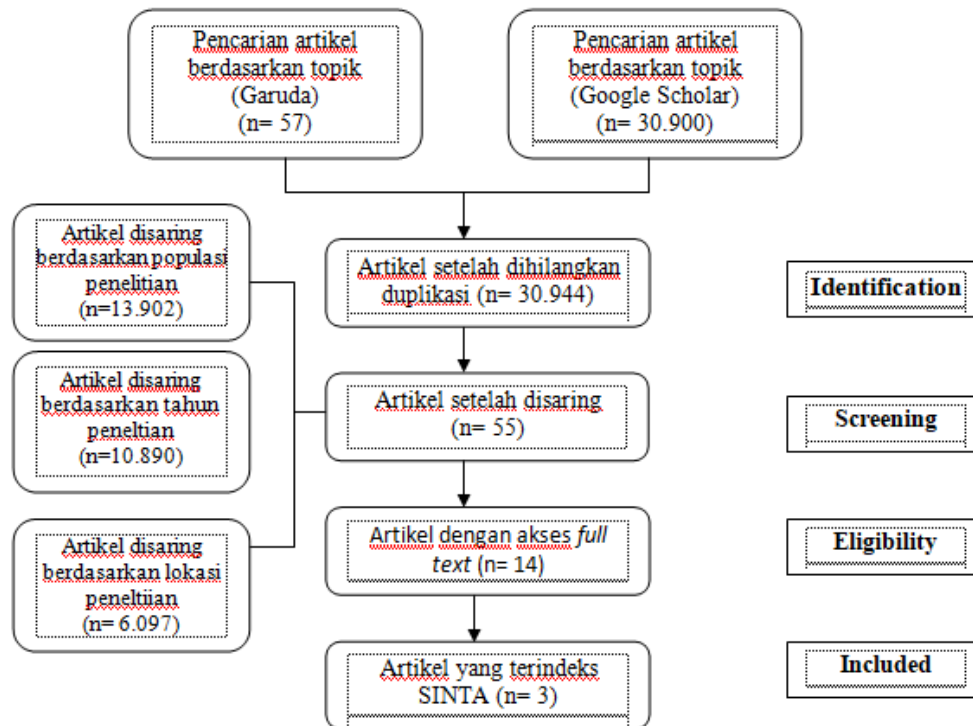 Pencarian artikel
berdasarkan topik
(Garuda)
(n= 57)
Pencarian artikel
berdasarkan topik
(Google Scholar)
(n= 30.900)
Artikel disaring
berdasarkan populasi
penelitian
(n=13.902)
Artikel setelah dihilangkan
duplikasi (n= 30.944)
Identification
Artikel disaring
berdasarkan tahun
peneltian
(n=10.890)
Artikel setelah disaring
(n= 55)
Screening
Artikel disaring
berdasarkan lokasi
peneltiian
(n= 6.097)
Artikel dengan akses full
text (n= 14)
Eligibility
Artikel yang terindeks
SINTA (n= 3)
Included